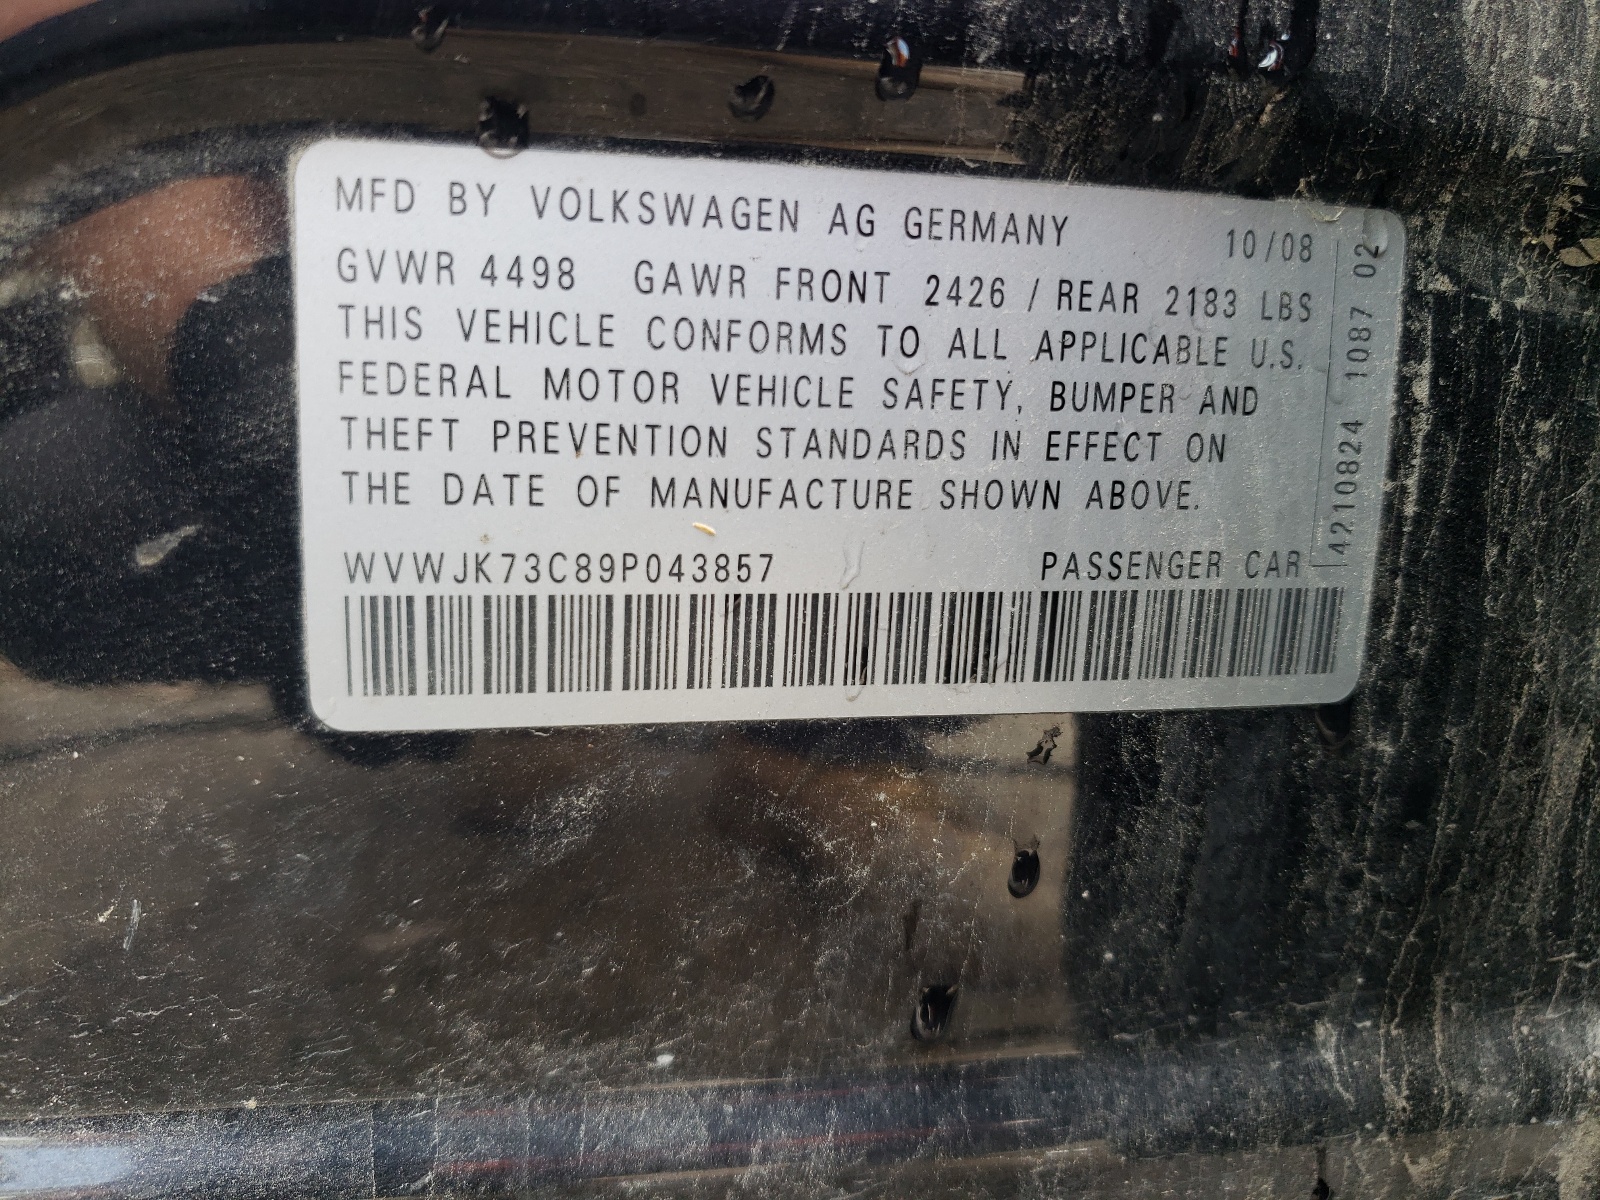 MFD BY VOLKSWAGEN AG GERMANY
10/08
GVWR 4498 GAWR FRONT 2426 / REAR 2183 LBS
THIS VEHICLE CONFORMS TO ALL APPLICABLE U.S.
FEDERAL MOTOR VEHICLE SAFETY, BUMPER AND
THEFT PREVENTION STANDARDS IN EFFECT ON
THE DATE OF MANUFACTURE SHOWN ABOVE.
WVWJK73C89P043857 PASSENGER CAR
4210824 1087 02